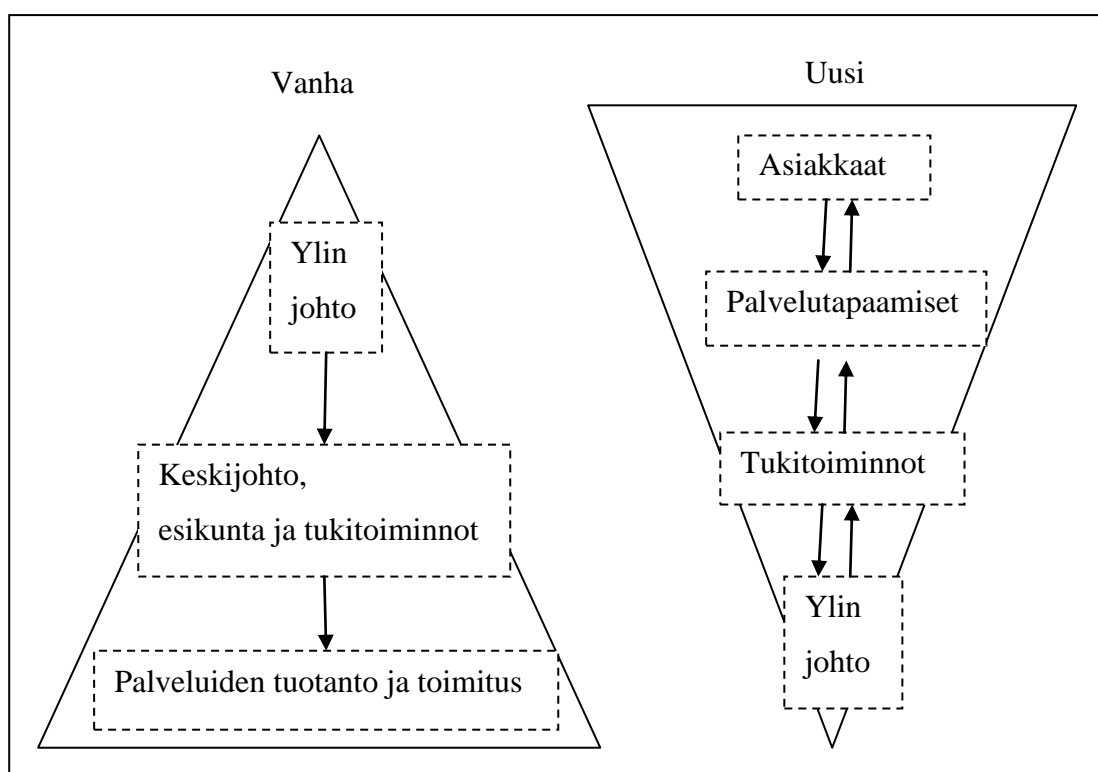 Vanha
Ylin
johto
Keskijohto,
esikunta ja tukitoiminnot
Palveluiden tuotanto ja toimitus
Uusi
Asiakkaat
Palvelutapaamiset
Tukitoiminnot
Ylin
johto